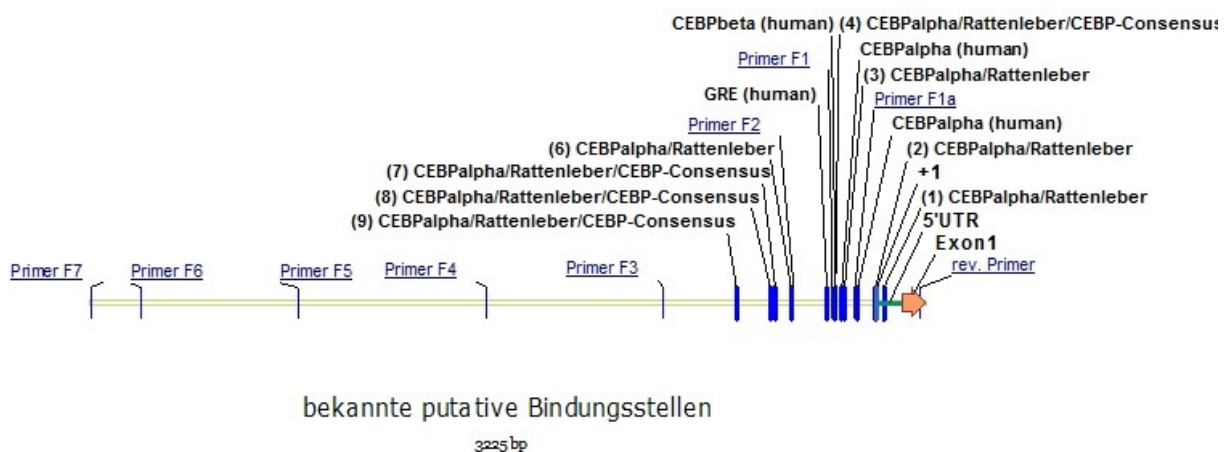 CEBPbeta (human) (4) CEBPalpha/Rattenleber/CEBP-Consensus
Primer F1 CEBPalpha (human)
(3) CEBPalpha/Rattenleber
GRE (human) Primer F1a
Primer F2 CEBPalpha (human)
(6) CEBPalpha/Rattenleber (2) CEBPalpha/Rattenleber
(7) CEBPalpha/Rattenleber/CEBP-Consensus +1
(8) CEBPalpha/Rattenleber/CEBP-Consensus (1) CEBPalpha/Rattenleber
(9) CEBPalpha/Rattenleber/CEBP-Consensus 5'UTR
Exon1
Primer F7 Primer F6 Primer F5 Primer F4 Primer F3 rev. Primer
bekannte putative Bindungsstellen
3225 bp